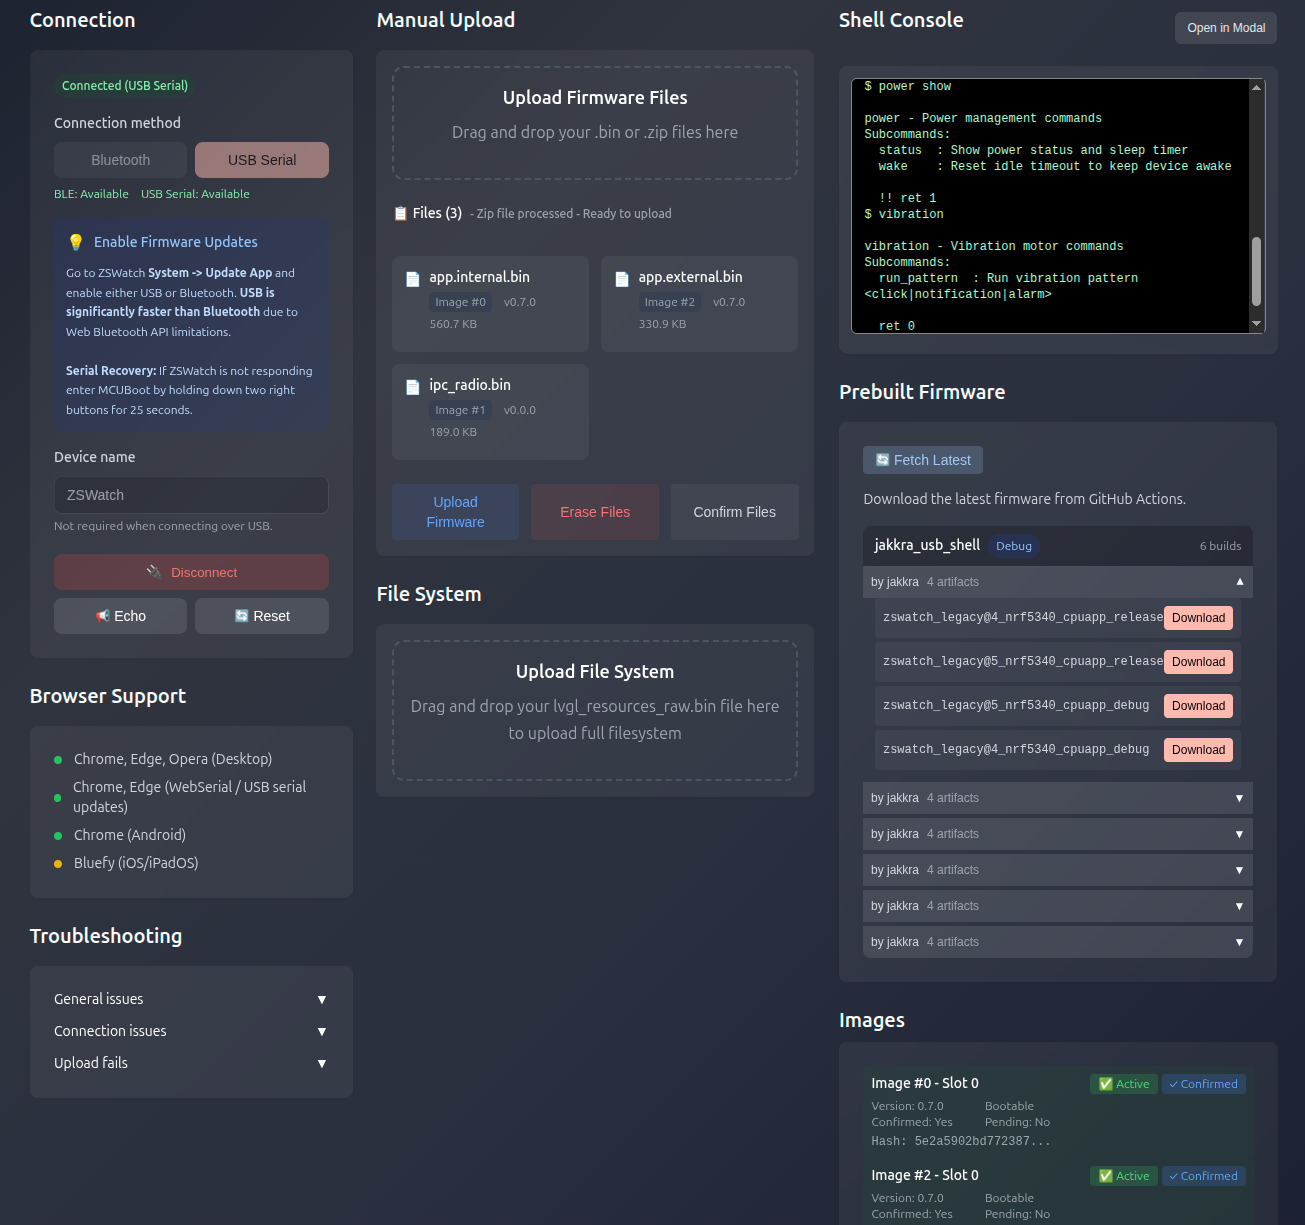 Connection
Connected (USB Serial)
Connection method
Bluetooth
USB Serial
BLE: Available USB Serial: Available
💡 Enable Firmware Updates
Go to ZSWatch System -> Update App and
enable either USB or Bluetooth. USB is
significantly faster than Bluetooth due to
Web Bluetooth API limitations.
Serial Recovery: If ZSWatch is not responding
enter MCUBoot by holding down two right
buttons for 25 seconds.
Device name
ZSWatch
Not required when connecting over USB.
Disconnect
Echo
Reset
Browser Support
Chrome, Edge, Opera (Desktop)
Chrome, Edge (WebSerial / USB serial
updates)
Chrome (Android)
Bluefy (iOS/iPadOS)
Troubleshooting
General issues ▼
Connection issues ▼
Upload fails ▼
Manual Upload
Upload Firmware Files
Drag and drop your .bin or .zip files here
📋 Files (3) - Zip file processed - Ready to upload
app.internal.bin
Image #0 v0.7.0
560.7 KB
app.external.bin
Image #2 v0.7.0
330.9 KB
ipc_radio.bin
Image #1 v0.0.0
189.0 KB
Upload
Firmware
Erase Files
Confirm Files
File System
Upload File System
Drag and drop your lvgl_resources_raw.bin file here
to upload full filesystem
Shell Console
Open in Modal
$ power show
power - Power management commands
Subcommands:
status : Show power status and sleep timer
wake : Reset idle timeout to keep device awake
!! ret 1
$ vibration
vibration - Vibration motor commands
Subcommands:
run_pattern : Run vibration pattern
<click|notification|alarm>
ret 0
Prebuilt Firmware
Fetch Latest
Download the latest firmware from GitHub Actions.
jakkra_usb_shell Debug 6 builds
by jakkra 4 artifacts ▲
zswatch_legacy@4_nrf5340_cpuapp_release Download
zswatch_legacy@5_nrf5340_cpuapp_release Download
zswatch_legacy@5_nrf5340_cpuapp_debug Download
zswatch_legacy@4_nrf5340_cpuapp_debug Download
by jakkra 4 artifacts ▼
by jakkra 4 artifacts ▼
by jakkra 4 artifacts ▼
by jakkra 4 artifacts ▼
by jakkra 4 artifacts ▼
Images
Image #0 - Slot 0 ✅ Active ✓ Confirmed
Version: 0.7.0 Bootable
Confirmed: Yes Pending: No
Hash: 5e2a5902bd772387...
Image #2 - Slot 0 ✅ Active ✓ Confirmed
Version: 0.7.0 Bootable
Confirmed: Yes Pending: No